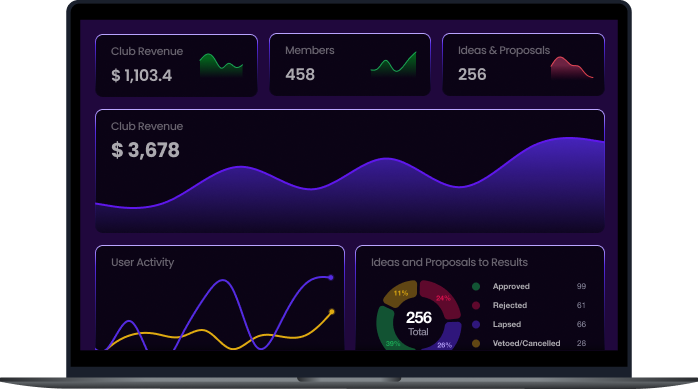 Club Revenue
$ 1,103.4
Members
458
Ideas & Proposals
256
Club Revenue
$ 3,678
User Activity
Ideas and Proposals to Results
11%
24%
39%
26%
256
Total
Approved 99
Rejected 61
Lapsed 66
Vetoed/Cancelled 28